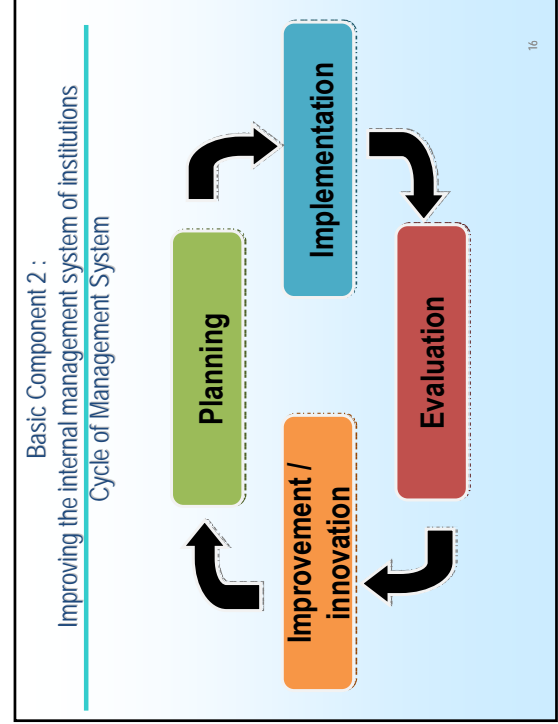 Basic Component 2 :
Improving the internal management system of institutions
Cycle of Management System
Planning
Implementation
Evaluation
Improvement /
innovation
16